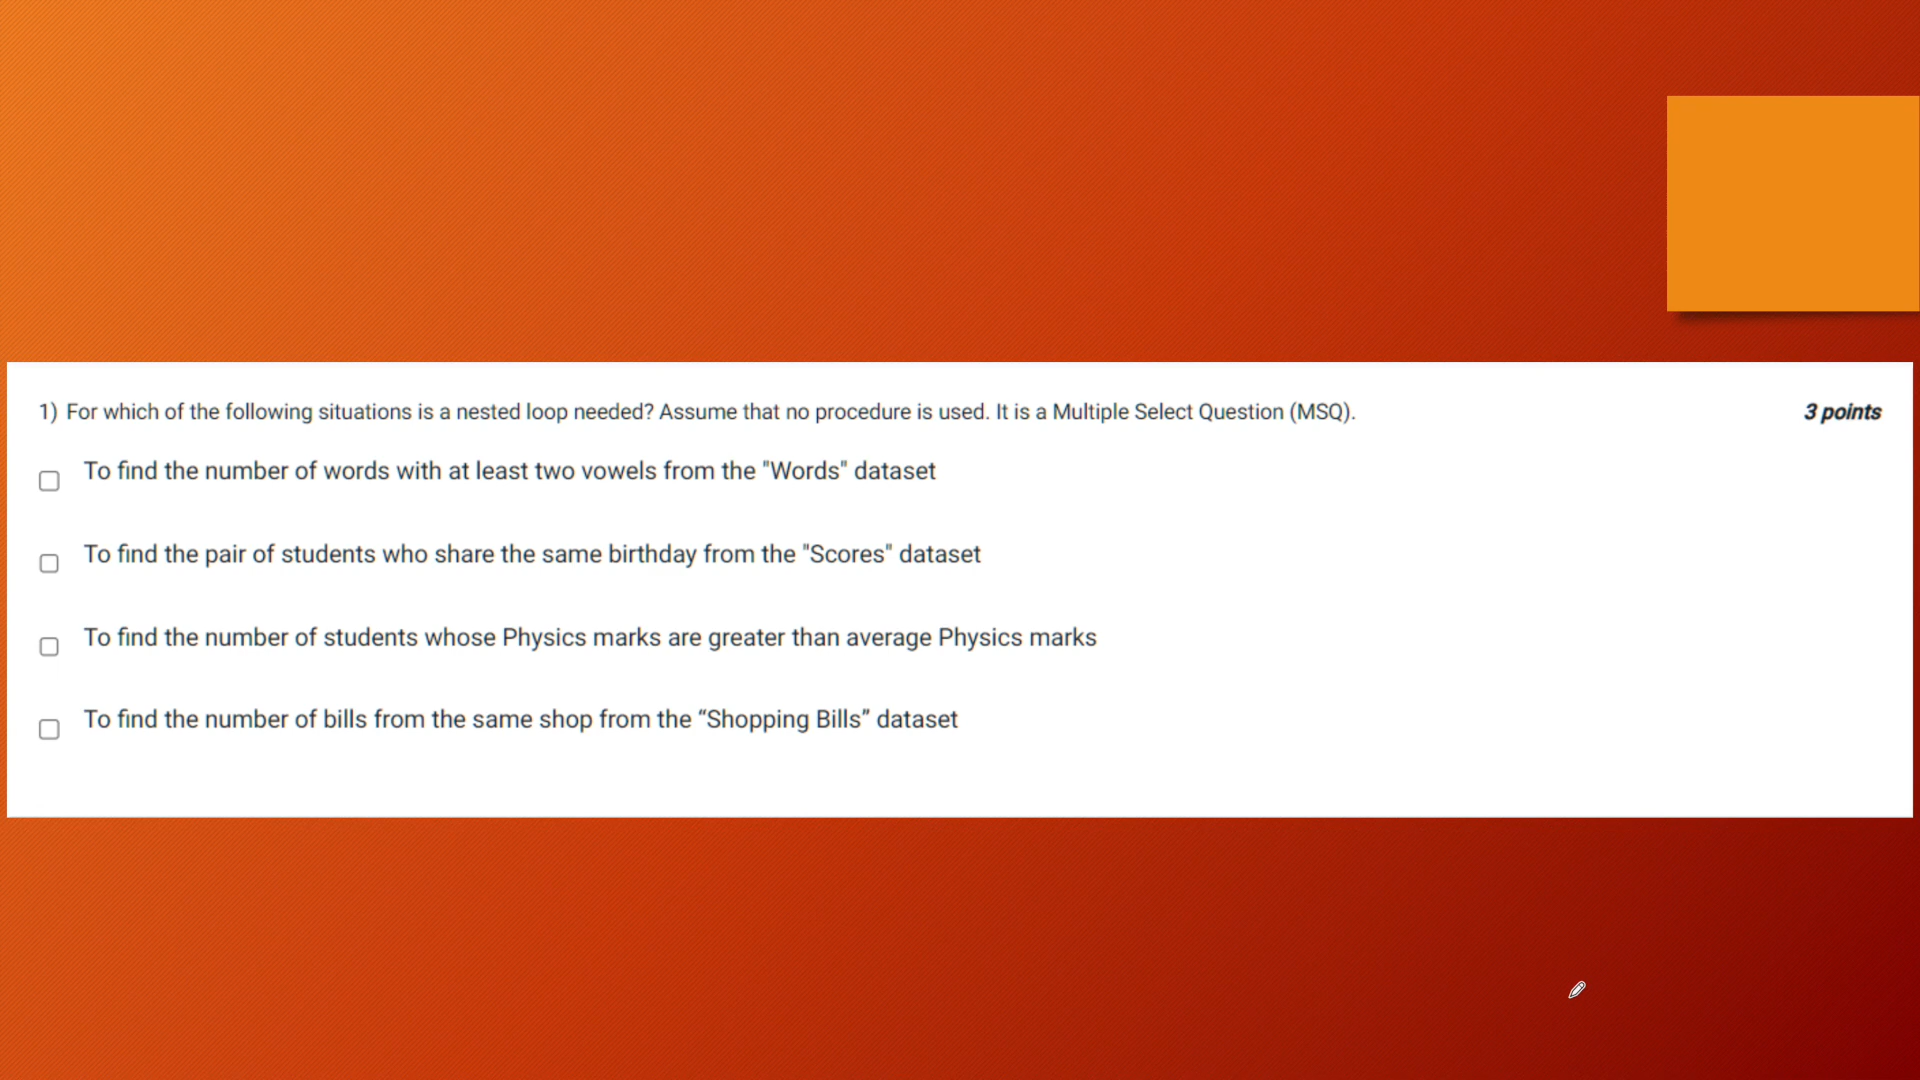 1) For which of the following situations is a nested loop needed? Assume that no procedure is used. It is a Multiple Select Question (MSQ). 3 points
To find the number of words with at least two vowels from the "Words" dataset
To find the pair of students who share the same birthday from the "Scores" dataset
To find the number of students whose Physics marks are greater than average Physics marks
To find the number of bills from the same shop from the “Shopping Bills” dataset